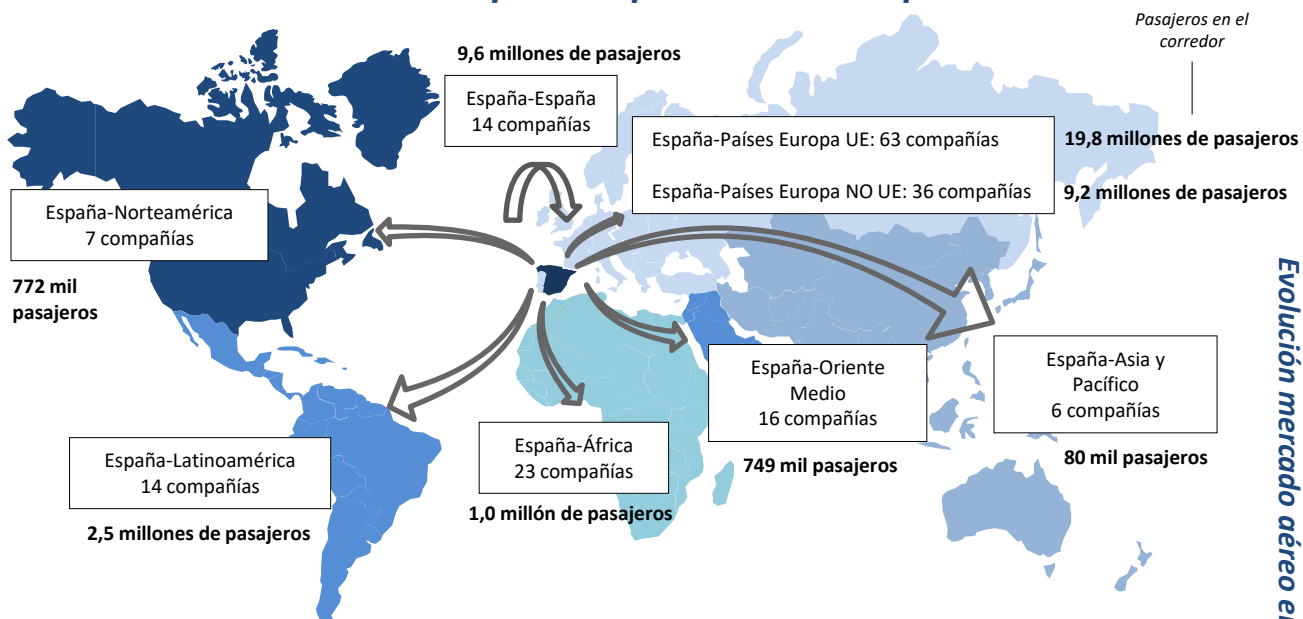 Pasajeros en el
corredor
9,6 millones de pasajeros
España-España
14 compañías
España-Países Europa UE: 63 compañías
19,8 millones de pasajeros
España-Países Europa NO UE: 36 compañías
9,2 millones de pasajeros
España-Norteamérica
7 compañías
772 mil
pasajeros
España-Oriente
Medio
16 compañías
749 mil pasajeros
España-Asia y
Pacífico
6 compañías
80 mil pasajeros
España-Latinoamérica
14 compañías
2,5 millones de pasajeros
España-África
23 compañías
1,0 millón de pasajeros
Evolución mercado aéreo